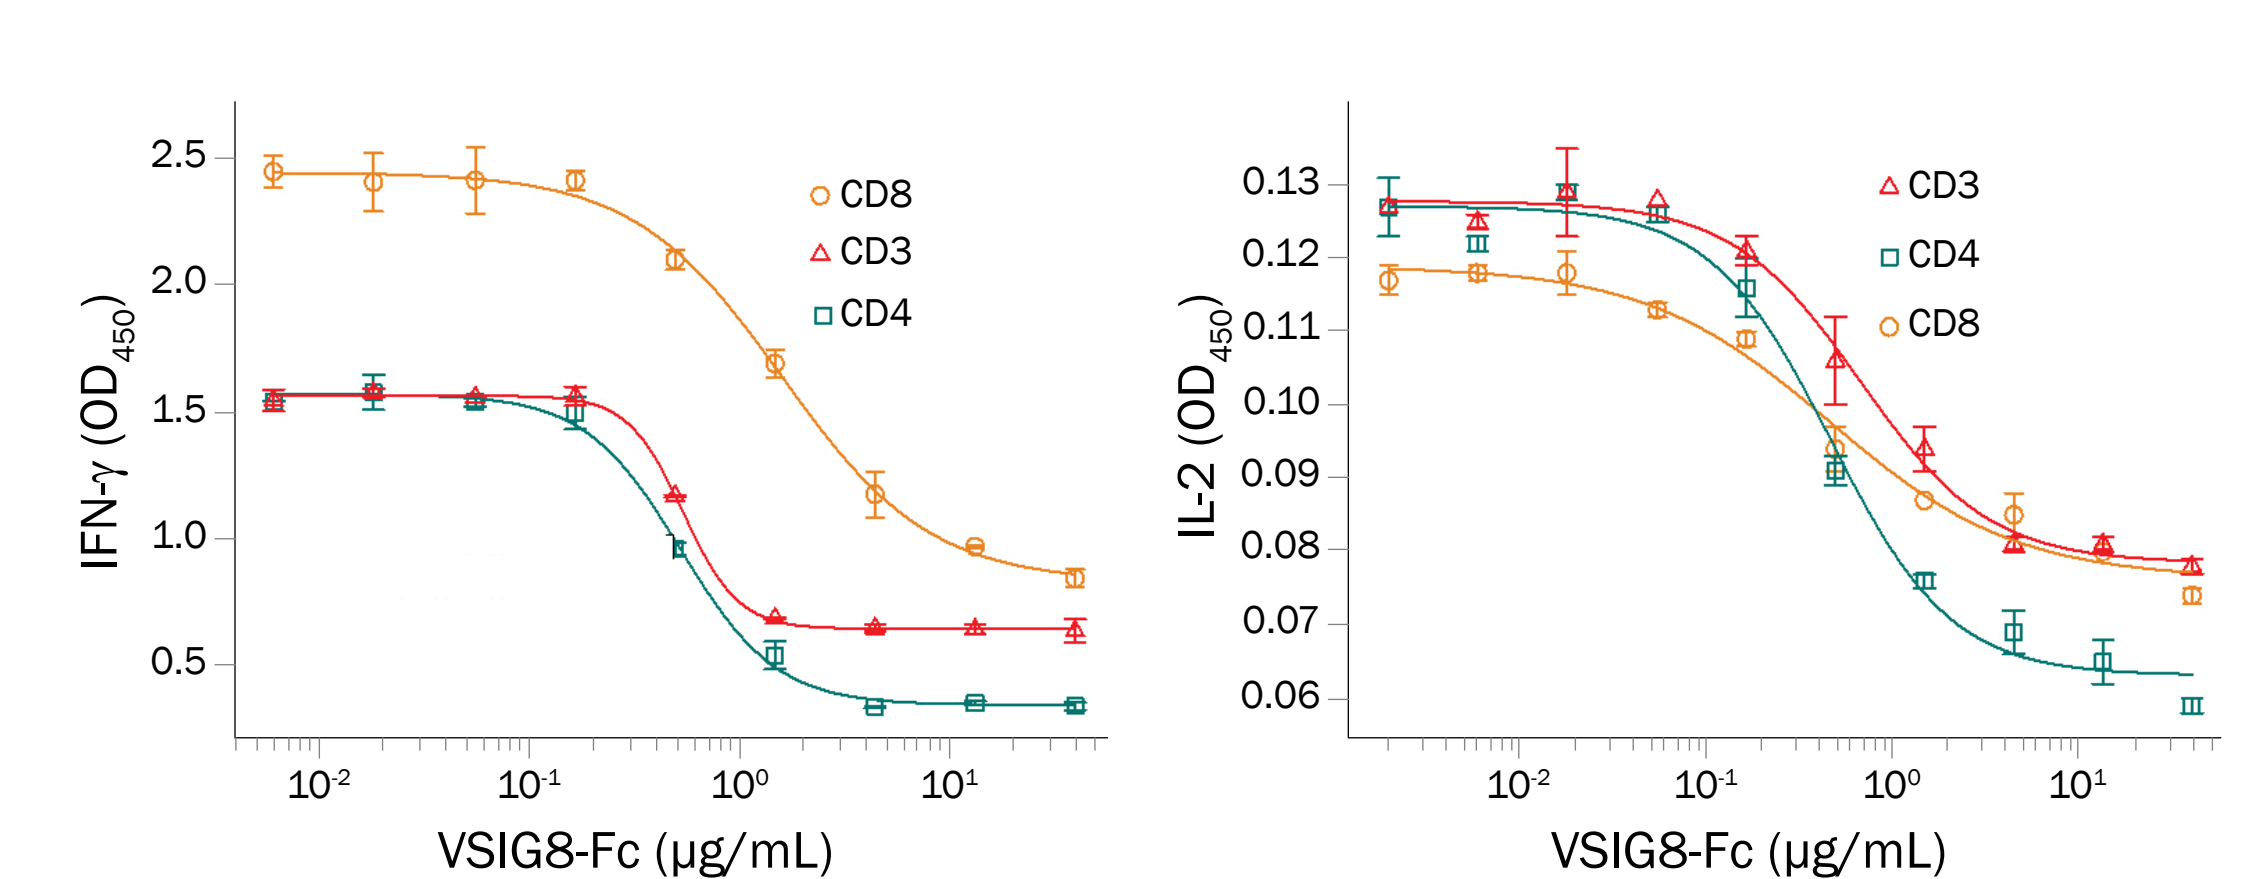 IFN-γ (OD450)
2.5
2.0
1.5
1.0
0.5
CD8
CD3
CD4
10-2
10-1
100
101
VSIG8-Fc (µg/mL)
IL-2 (OD450)
0.13
0.12
0.11
0.10
0.09
0.08
0.07
0.06
CD3
CD4
CD8
10-2
10-1
100
101
VSIG8-Fc (µg/mL)